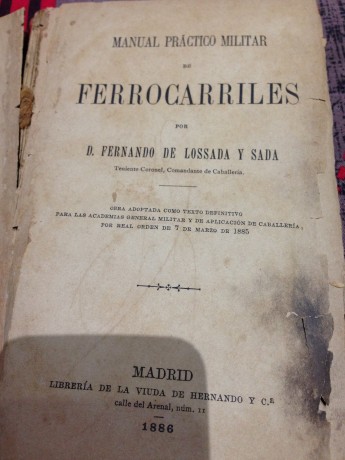 MANUAL PRÁCTICO MILITAR
DE
FERROCARRILES
POR
D. FERNANDO DE LOSSADA Y SADA
Teniente Coronel, Comandante de Caballería.
OBRA ADOPTADA COMO TEXTO DEFINITIVO
PARA LAS ACADEMIAS GENERAL MILITAR Y DE APLICACIÓN DE CABALLERÍA,
POR REAL ORDEN DE 7 DE MARZO DE 1885
MADRID
LIBRERÍA DE LA VIUDA DE HERNANDO Y C.ª
calle del Arenal, núm. 11
1886